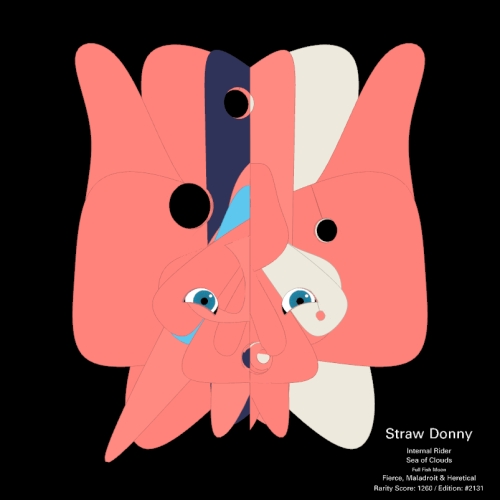 Straw Donny
Internal Rider
Sea of Clouds
Full Fish Moon
Fierce, Maladroit & Heretical
Rarity Score: 1260 / Edition: #2131